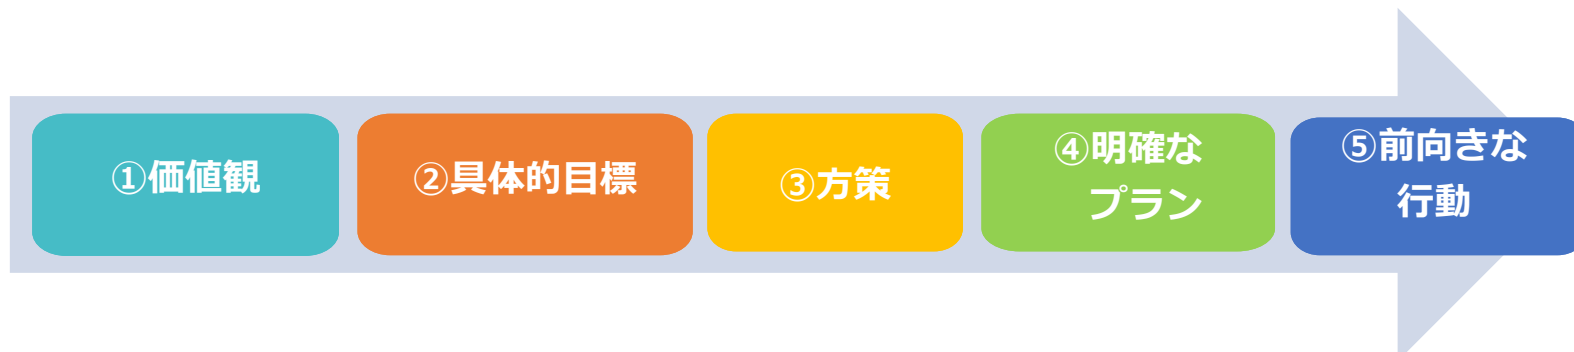 ①価値観
②具体的目標
③方策
④明確な
プラン
⑤前向きな
行動